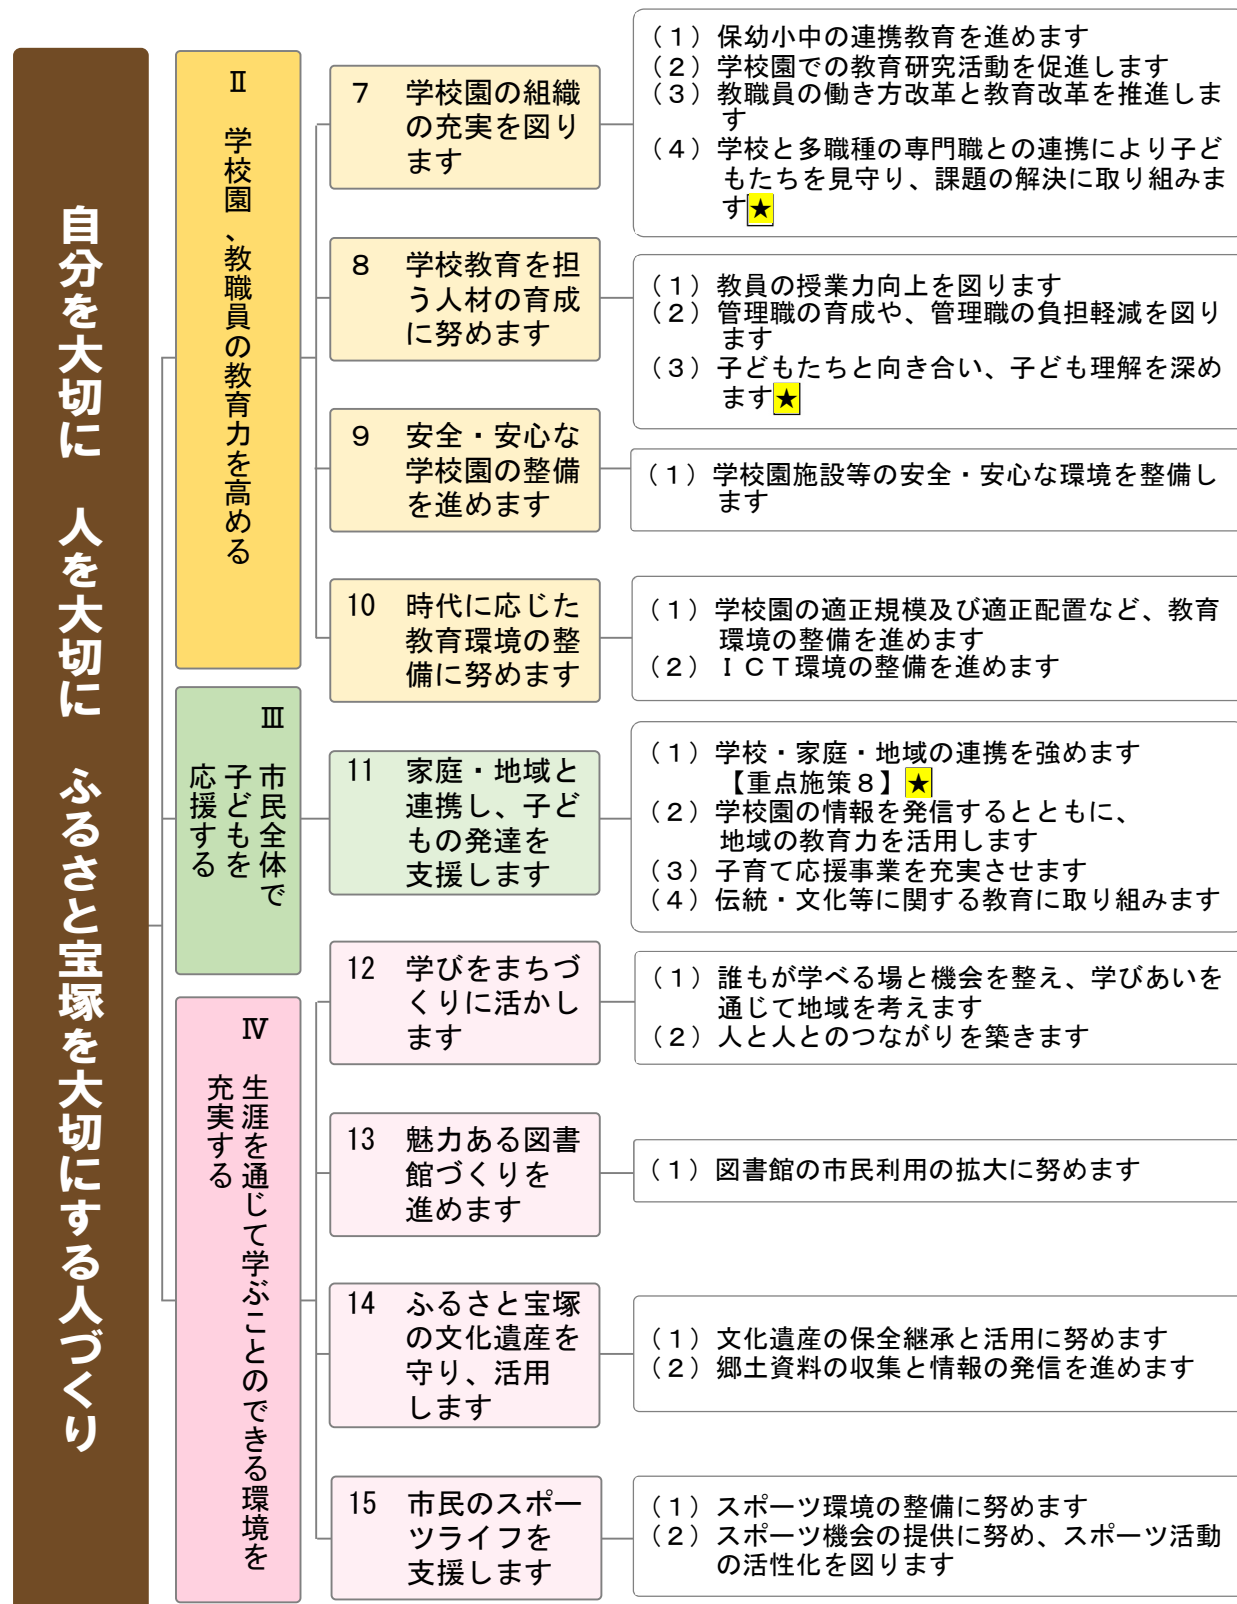 自分を大切に 人を大切に ふるさと宝塚を大切にする人づくり
Ⅱ 学校園、教職員の教育力を高める
7 学校園の組織
の充実を図り
ます
(1)保幼小中の連携教育を進めます
(2)学校園での教育研究活動を促進します
(3)教職員の働き方改革と教育改革を推進しま
す
(4)学校と多職種の専門職との連携により子ど
もたちを見守り、課題の解決に取り組みま
す★
8 学校教育を担
う人材の育成
に努めます
(1)教員の授業力向上を図ります
(2)管理職の育成や、管理職の負担軽減を図り
ます
(3)子どもたちと向き合い、子ども理解を深め
ます★
9 安全・安心な
学校園の整備
を進めます
(1)学校園施設等の安全・安心な環境を整備し
ます
10 時代に応じた
教育環境の整
備に努めます
(1)学校園の適正規模及び適正配置など、教育
環境の整備を進めます
(2)ICT環境の整備を進めます
Ⅲ
市民全体で
子どもを
応援する
11 家庭・地域と
連携し、子ど
もの発達を
支援します
(1)学校・家庭・地域の連携を強めます
【重点施策8】★
(2)学校園の情報を発信するとともに、
地域の教育力を活用します
(3)子育て応援事業を充実させます
(4)伝統・文化等に関する教育に取り組みます
Ⅳ 生涯を通じて学ぶことのできる環境を
充実する
12 学びをまちづ
くりに活かし
ます
(1)誰もが学べる場と機会を整え、学びあいを
通じて地域を考えます
(2)人と人とのつながりを築きます
13 魅力ある図書
館づくりを
進めます
(1)図書館の市民利用の拡大に努めます
14 ふるさと宝塚
の文化遺産を
守り、活用
します
(1)文化遺産の保全継承と活用に努めます
(2)郷土資料の収集と情報の発信を進めます
15 市民のスポー
ツライフを
支援します
(1)スポーツ環境の整備に努めます
(2)スポーツ機会の提供に努め、スポーツ活動
の活性化を図ります